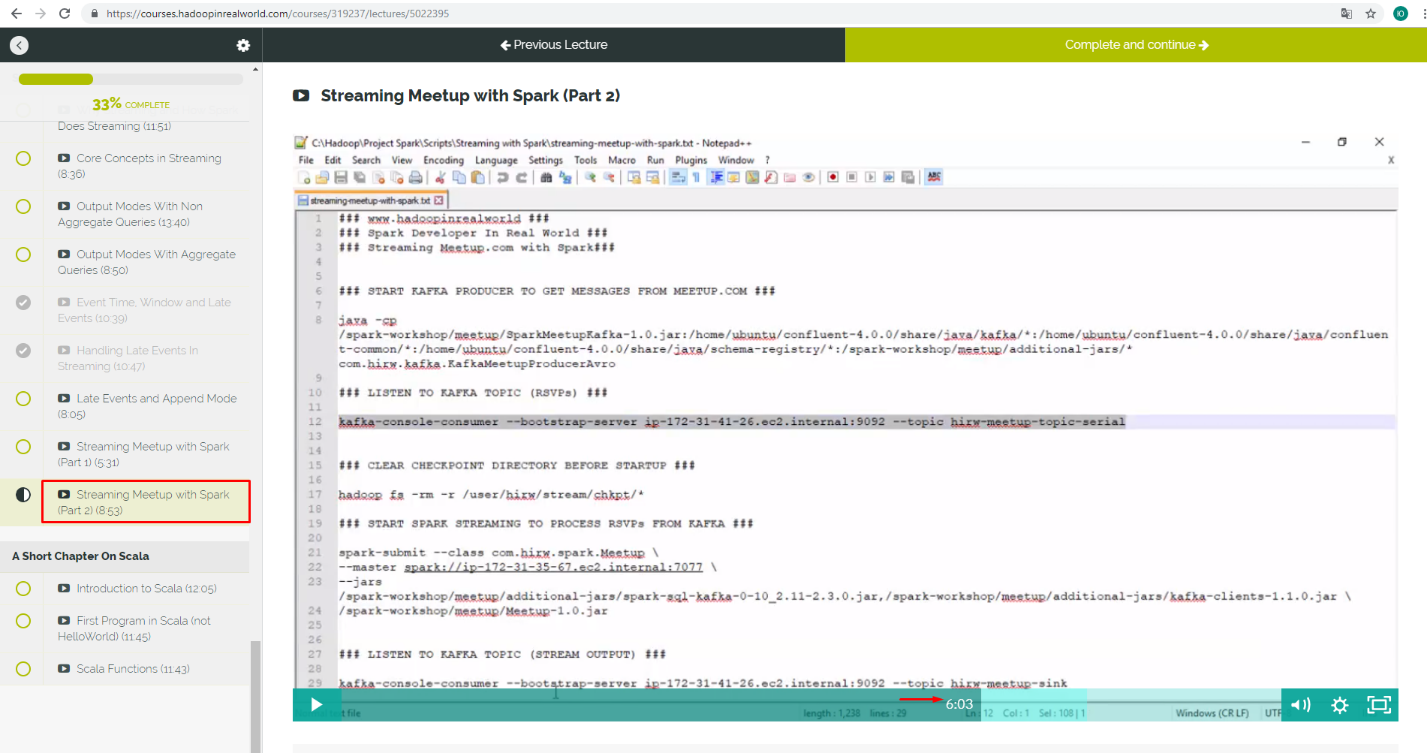 https://courses.hadoopinrealworld.com/courses/319237/lectures/5022395
Previous Lecture
Complete and continue
33% COMPLETE
Does Streaming (11:51)
Core Concepts in Streaming
(8:36)
Output Modes With Non
Aggregate Queries (13:40)
Output Modes With Aggregate
Queries (8:50)
Event Time, Window and Late
Events (10:39)
Handling Late Events In
Streaming (10:47)
Late Events and Append Mode
(8:05)
Streaming Meetup with Spark
(Part 1) (5:31)
Streaming Meetup with Spark
(Part 2) (8:53)
A Short Chapter On Scala
Introduction to Scala (12:05)
First Program in Scala (not
HelloWorld) (11:45)
Scala Functions (11:43)
Streaming Meetup with Spark (Part 2)
C:\Hadoop\Project Spark\Scripts\Streaming with Spark\streaming-meetup-with-spark.txt - Notepad++
File Edit Search View Encoding Language Settings Tools Macro Run Plugins Window ? X
streaming-meetup-with-spark.txt
1 ### www.hadoopinrealworld ###
2 ### Spark Developer In Real World ###
3 ### Streaming Meetup.com with Spark###
4
5
6 ### START KAFKA PRODUCER TO GET MESSAGES FROM MEETUP.COM ###
7
8 java -cp
/spark-workshop/meetup/SparkMeetupKafka-1.0.jar:/home/ubuntu/confluent-4.0.0/share/java/kafka/*:/home/ubuntu/confluent-4.0.0/share/java/confluen
t-common/*:/home/ubuntu/confluent-4.0.0/share/java/schema-registry/*:/spark-workshop/meetup/additional-jars/*
com.hirw.kafka.KafkaMeetupProducerAvro
9
10 ### LISTEN TO KAFKA TOPIC (RSVPs) ###
11
12 kafka-console-consumer --bootstrap-server ip-172-31-41-26.ec2.internal:9092 --topic hirw-meetup-topic-serial
13
14
15 ### CLEAR CHECKPOINT DIRECTORY BEFORE STARTUP ###
16
17 hadoop fs -rm -r /user/hirw/stream/chkpt/*
18
19 ### START SPARK STREAMING TO PROCESS RSVPs FROM KAFKA ###
20
21 spark-submit --class com.hirw.spark.Meetup \
22 --master spark://ip-172-31-35-67.ec2.internal:7077 \
23 --jars
/spark-workshop/meetup/additional-jars/spark-sql-kafka-0-10_2.11-2.3.0.jar,/spark-workshop/meetup/additional-jars/kafka-clients-1.1.0.jar \
24 /spark-workshop/meetup/Meetup-1.0.jar
25
26
27 ### LISTEN TO KAFKA TOPIC (STREAM OUTPUT) ###
28
29 kafka-console-consumer --bootstrap-server ip-172-31-41-26.ec2.internal:9092 --topic hirw-meetup-sink
6:03
file length : 1,238 lines : 29 Ln : 12 Col : 1 Sel : 108 | 1 Windows (CR LF) UTF